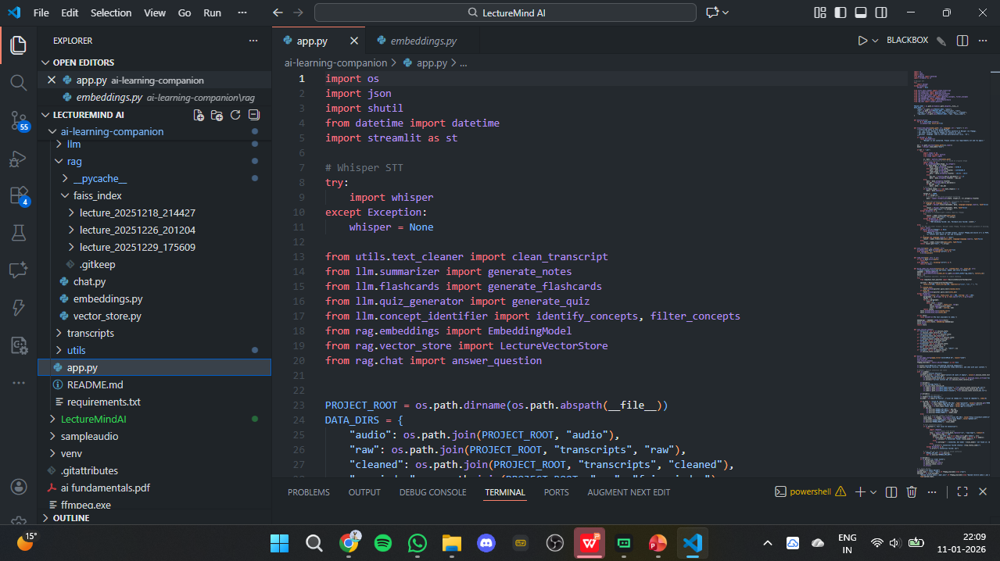 File Edit Selection View Go Run ··· LectureMind AI
EXPLORER ···
OPEN EDITORS
app.py ai-learning-companion
embeddings.py ai-learning-companion\rag
LECTUREMIND AI
ai-learning-companion
llm
rag
__pycache__
faiss_index
lecture_20251218_214427
lecture_20251226_201204
lecture_20251229_175609
.gitkeep
chat.py
embeddings.py
vector_store.py
transcripts
utils
app.py
README.md
requirements.txt
LectureMindAI
sampleaudio
venv
.gitattributes
ai fundamentals.pdf
ffmpeg.exe
OUTLINE
55
4
app.py embeddings.py BLACKBOX
ai-learning-companion > app.py > ...
1 import os
2 import json
3 import shutil
4 from datetime import datetime
5 import streamlit as st
6
7 # Whisper STT
8 try:
9 import whisper
10 except Exception:
11 whisper = None
12
13 from utils.text_cleaner import clean_transcript
14 from llm.summarizer import generate_notes
15 from llm.flashcards import generate_flashcards
16 from llm.quiz_generator import generate_quiz
17 from llm.concept_identifier import identify_concepts, filter_concepts
18 from rag.embeddings import EmbeddingModel
19 from rag.vector_store import LectureVectorStore
20 from rag.chat import answer_question
21
22
23 PROJECT_ROOT = os.path.dirname(os.path.abspath(__file__))
24 DATA_DIRS = {
25 "audio": os.path.join(PROJECT_ROOT, "audio"),
26 "raw": os.path.join(PROJECT_ROOT, "transcripts", "raw"),
27 "cleaned": os.path.join(PROJECT_ROOT, "transcripts", "cleaned"),
PROBLEMS OUTPUT DEBUG CONSOLE TERMINAL PORTS AUGMENT NEXT EDIT powershell
15°
ENG
IN
22:09
11-01-2026